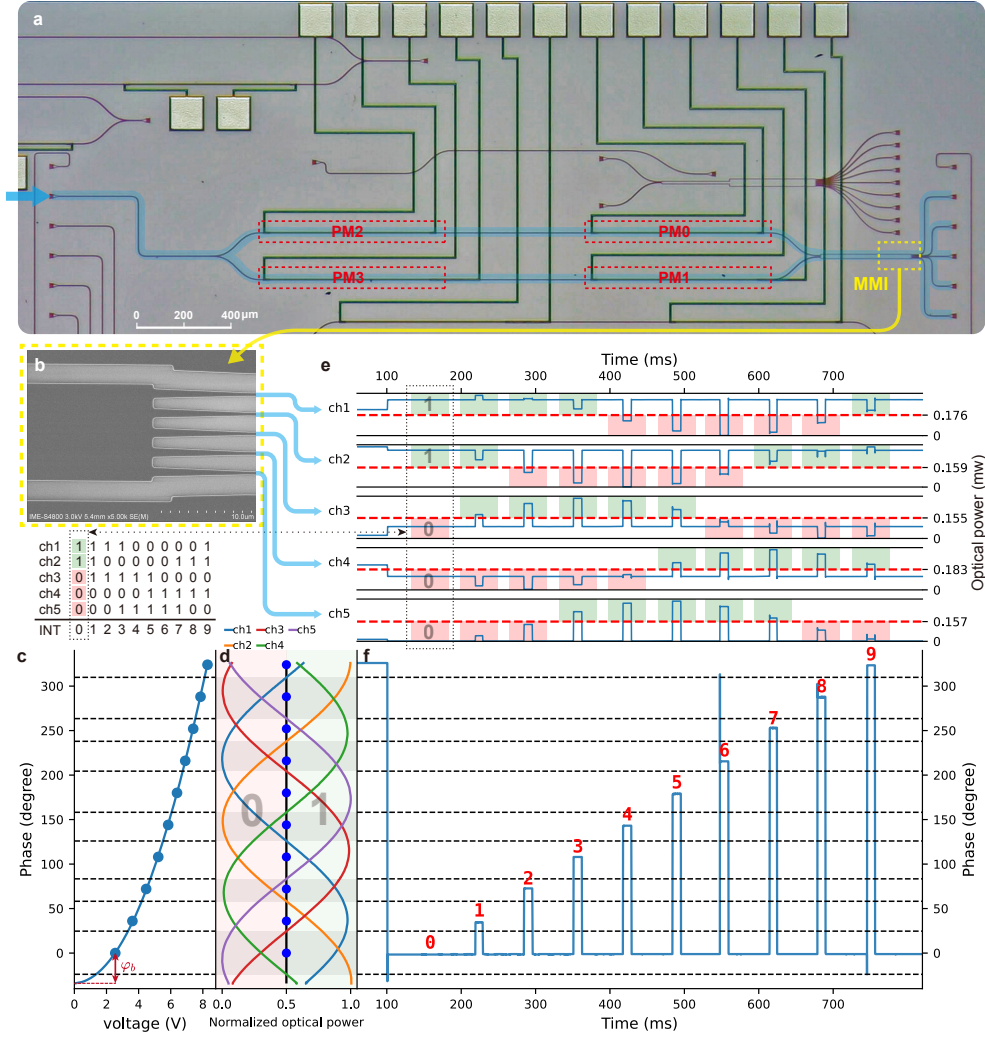 a
PM2
PM0
PM3
PM1
MMI
0 200 400μm
b
IME-S4800 3.0kV 5.4mm x5.00k SE(M)
10.0um
e
Time (ms)
100 200 300 400 500 600 700
ch1
1
0.176
0
ch2
1
0.159
0
ch3
0
0.155
0
ch4
0
0.183
0
ch5
0
0.157
0
Optical power (mw)
ch1 1 1 1 1 0 0 0 0 0 1
ch2 1 1 0 0 0 0 0 1 1 1
ch3 0 1 1 1 1 1 0 0 0 0
ch4 0 0 0 0 0 1 1 1 1 1
ch5 0 0 0 1 1 1 1 1 0 0
INT 0 1 2 3 4 5 6 7 8 9
ch1 ch3 ch5
ch2 ch4
c
Phase (degree)
300
250
200
150
100
50
0
φb
0 2 4 6 8
voltage (V)
d
0 1
0.0 0.5 1.0
Normalized optical power
f
0
1
2
3
4
5
6
7
8
9
300
250
200
150
100
50
0
Phase (degree)
100 200 300 400 500 600 700
Time (ms)